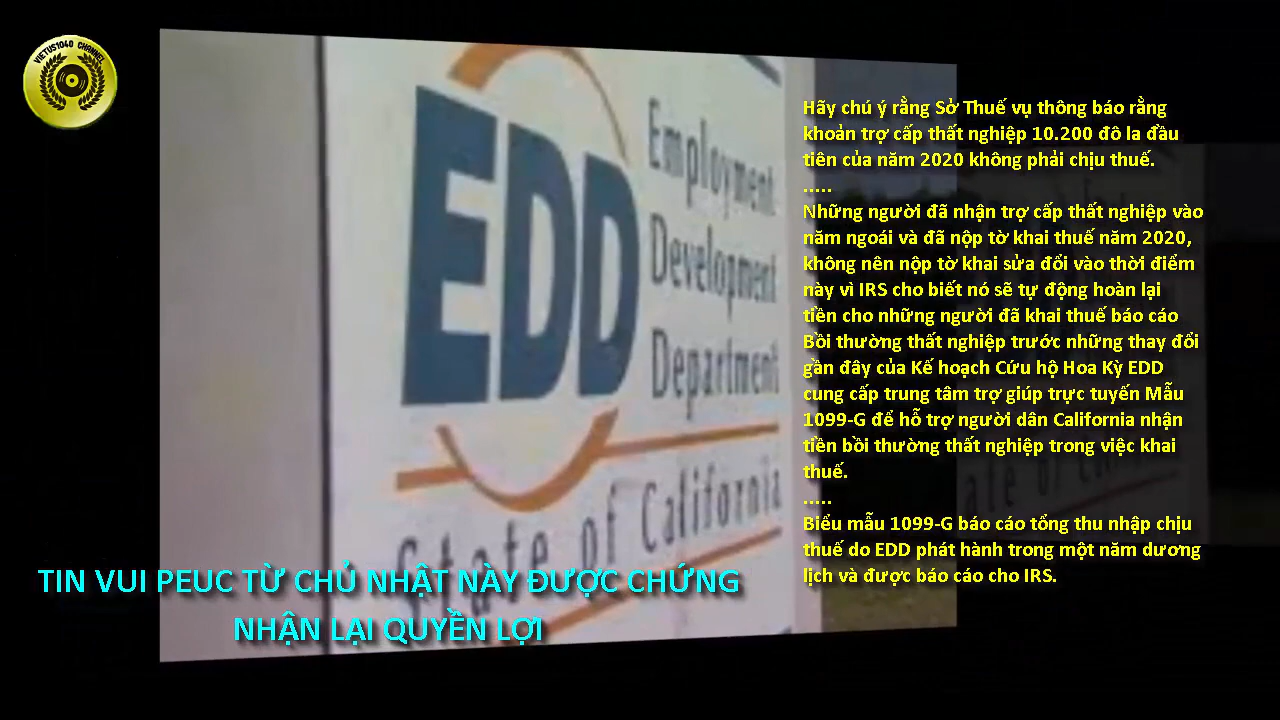 VIETUS1040 CHANNEL
EDD
Employment
Development
Department
State of California
Hãy chú ý rằng Sở Thuế vụ thông báo rằng
khoản trợ cấp thất nghiệp 10.200 đô la đầu
tiên của năm 2020 không phải chịu thuế.
.....
Những người đã nhận trợ cấp thất nghiệp vào
năm ngoái và đã nộp tờ khai thuế năm 2020,
không nên nộp tờ khai sửa đổi vào thời điểm
này vì IRS cho biết nó sẽ tự động hoàn lại
tiền cho những người đã khai thuế báo cáo
Bồi thường thất nghiệp trước những thay đổi
gần đây của Kế hoạch Cứu hộ Hoa Kỳ EDD
cung cấp trung tâm trợ giúp trực tuyến Mẫu
1099-G để hỗ trợ người dân California nhận
tiền bồi thường thất nghiệp trong việc khai
thuế.
.....
Biểu mẫu 1099-G báo cáo tổng thu nhập chịu
thuế do EDD phát hành trong một năm dương
lịch và được báo cáo cho IRS.
TIN VUI PEUC TỪ CHỦ NHẬT NÀY ĐƯỢC CHỨNG
NHẬN LẠI QUYỀN LỢI